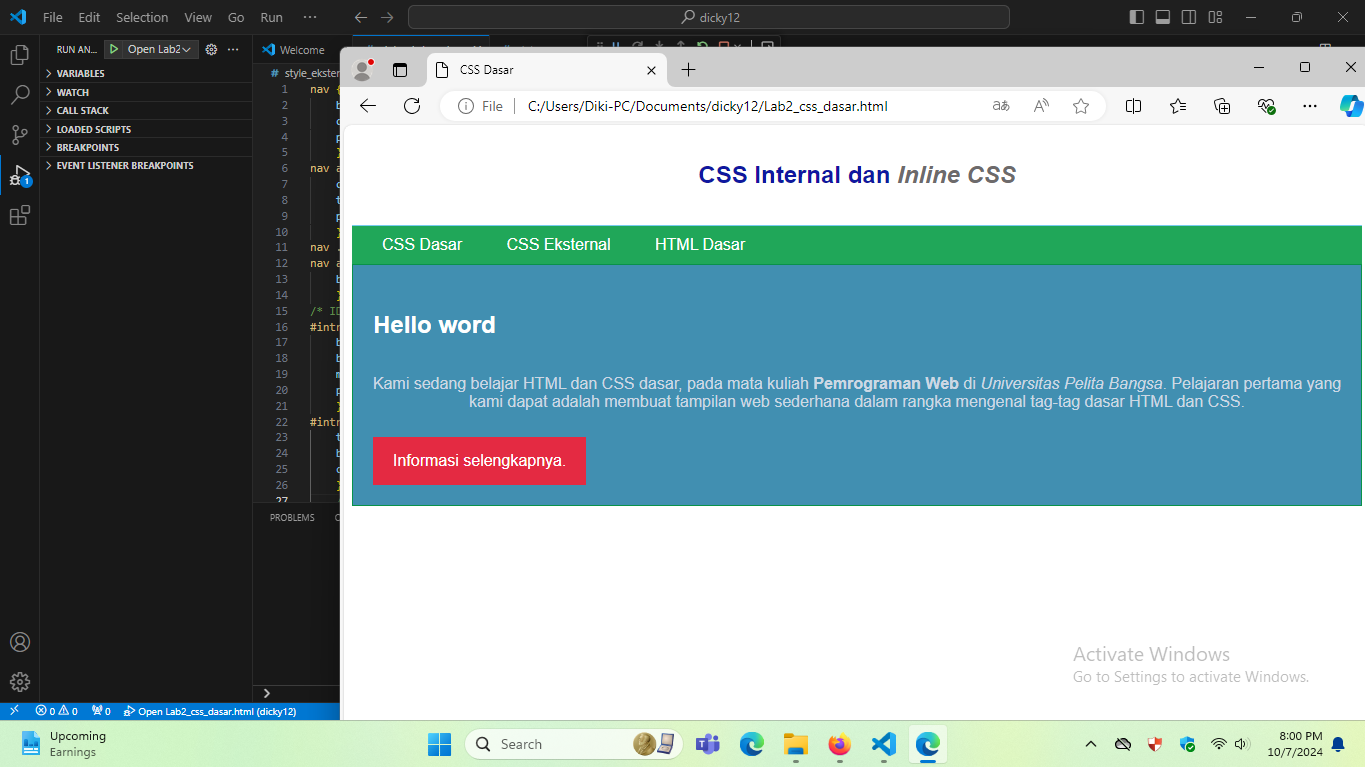 File Edit Selection View Go Run ···
dicky12
RUN AN... Open Lab2 ···
VARIABLES
WATCH
CALL STACK
LOADED SCRIPTS
BREAKPOINTS
EVENT LISTENER BREAKPOINTS
Welcome
# style_ekster
1 nav {
2 b
3 c
4 p
5 }
6 nav a
7 c
8 t
9 p
10 }
11 nav .
12 nav a
13 b
14 }
15 /* ID
16 #intr
17 b
18 b
19 m
20 p
21 }
22 #intr
23 t
24 b
25 c
26 }
27
PROBLEMS
CSS Dasar
File C:/Users/Diki-PC/Documents/dicky12/Lab2_css_dasar.html
CSS Internal dan Inline CSS
CSS Dasar CSS Eksternal HTML Dasar
Hello word
Kami sedang belajar HTML dan CSS dasar, pada mata kuliah Pemrograman Web di Universitas Pelita Bangsa. Pelajaran pertama yang
kami dapat adalah membuat tampilan web sederhana dalam rangka mengenal tag-tag dasar HTML dan CSS.
Informasi selengkapnya.
Activate Windows
Go to Settings to activate Windows.
1
0 0 0 Open Lab2_css_dasar.html (dicky12)
Upcoming
Earnings
Search
8:00 PM
10/7/2024